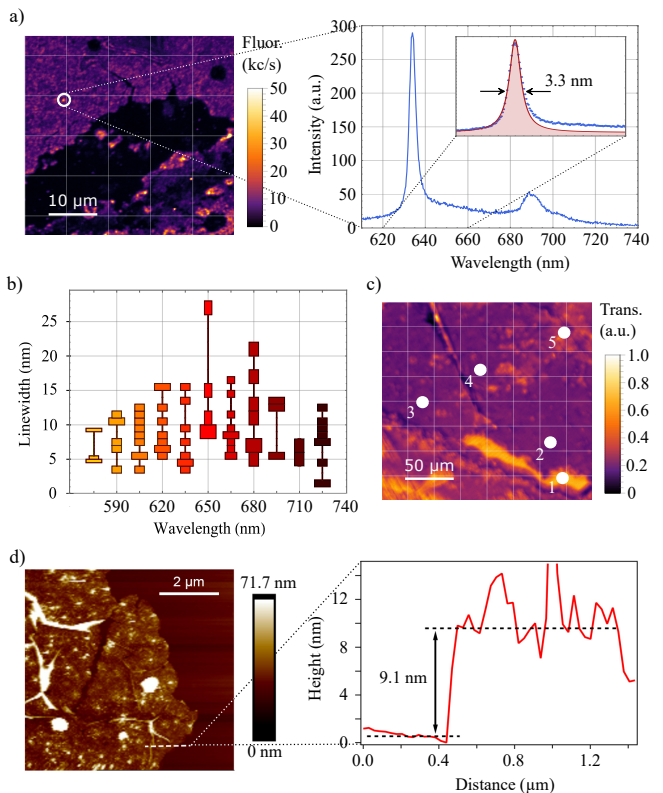 a)
Fluor.
(kc/s)
50
40
30
20
10
0
10 µm
300
250
200
150
100
50
0
Intensity (a.u.)
3.3 nm
620
640
660
680
700
720
740
Wavelength (nm)
b)
25
20
15
10
5
0
Linewidth (nm)
590
620
650
680
710
740
Wavelength (nm)
c)
Trans.
(a.u.)
1.0
0.8
0.6
0.4
0.2
0
5
4
3
2
1
50 µm
d)
2 µm
71.7 nm
0 nm
12
8
4
0
Height (nm)
9.1 nm
0.0
0.4
0.8
1.2
Distance (µm)